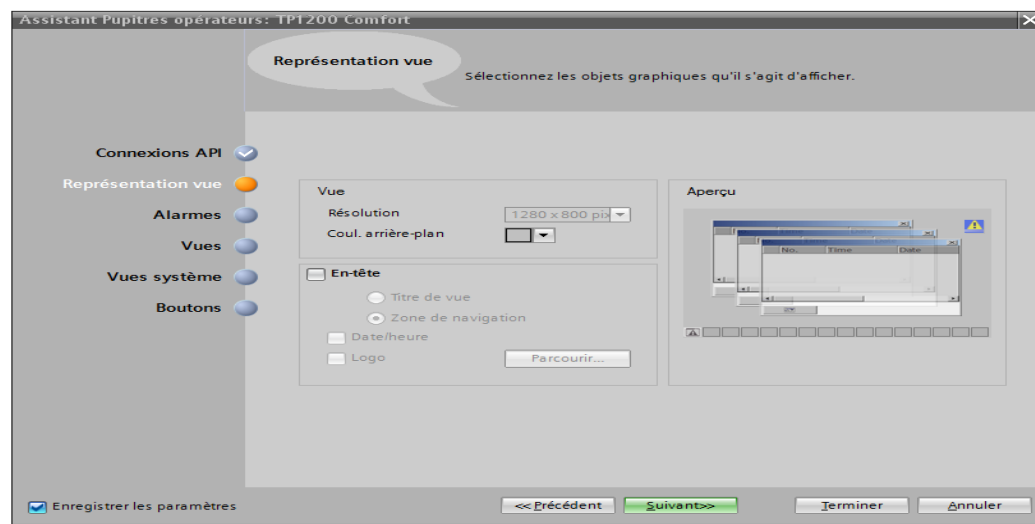 Assistant Pupitres opérateurs: TP1200 Comfort
Représentation vue
Sélectionnez les objets graphiques qu'il s'agit d'afficher.
Connexions API
Représentation vue
Alarmes
Vues
Vues système
Boutons
Vue
Résolution
1280 x 800 pix
Coul. arrière-plan
En-tête
Titre de vue
Zone de navigation
Date/heure
Logo
Parcourir...
Aperçu
No. Time Date
Enregistrer les paramètres
<< Précédent
Suivant>>
Terminer
Annuler